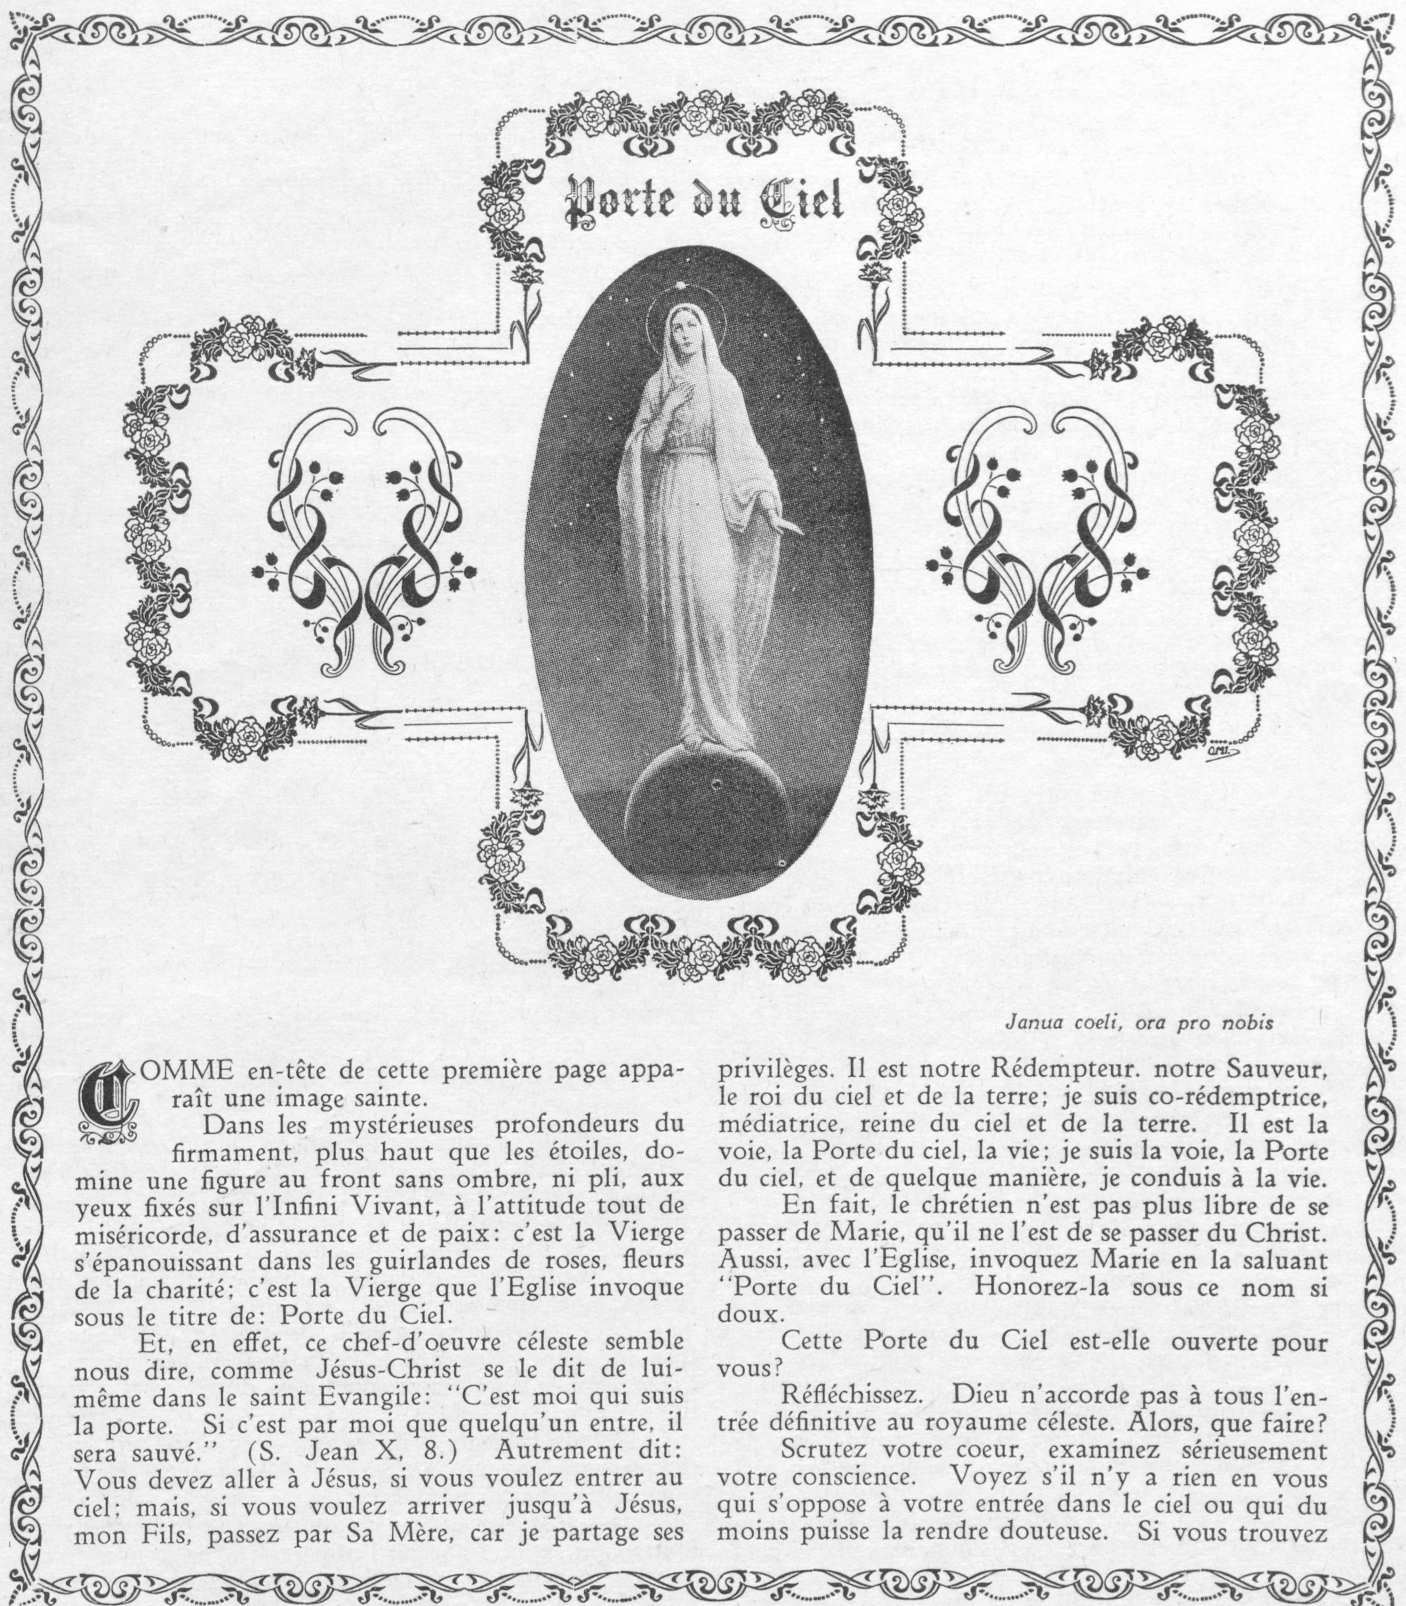 Porte du Ciel
Janua coeli, ora pro nobis
COMME en-tête de cette première page appa-
raît une image sainte.
Dans les mystérieuses profondeurs du
firmament, plus haut que les étoiles, do-
mine une figure au front sans ombre, ni pli, aux
yeux fixés sur l'Infini Vivant, à l'attitude tout de
miséricorde, d'assurance et de paix: c'est la Vierge
s'épanouissant dans les guirlandes de roses, fleurs
de la charité; c'est la Vierge que l'Eglise invoque
sous le titre de: Porte du Ciel.
Et, en effet, ce chef-d'oeuvre céleste semble
nous dire, comme Jésus-Christ se le dit de lui-
même dans le saint Evangile: "C'est moi qui suis
la porte. Si c'est par moi que quelqu'un entre, il
sera sauvé." (S. Jean X, 8.) Autrement dit:
Vous devez aller à Jésus, si vous voulez entrer au
ciel; mais, si vous voulez arriver jusqu'à Jésus,
mon Fils, passez par Sa Mère, car je partage ses
privilèges. Il est notre Rédempteur. notre Sauveur,
le roi du ciel et de la terre; je suis co-rédemptrice,
médiatrice, reine du ciel et de la terre. Il est la
voie, la Porte du ciel, la vie; je suis la voie, la Porte
du ciel, et de quelque manière, je conduis à la vie.
En fait, le chrétien n'est pas plus libre de se
passer de Marie, qu'il ne l'est de se passer du Christ.
Aussi, avec l'Eglise, invoquez Marie en la saluant
"Porte du Ciel". Honorez-la sous ce nom si
doux.
Cette Porte du Ciel est-elle ouverte pour
vous?
Réfléchissez. Dieu n'accorde pas à tous l'en-
trée définitive au royaume céleste. Alors, que faire?
Scrutez votre coeur, examinez sérieusement
votre conscience. Voyez s'il n'y a rien en vous
qui s'oppose à votre entrée dans le ciel ou qui du
moins puisse la rendre douteuse. Si vous trouvez